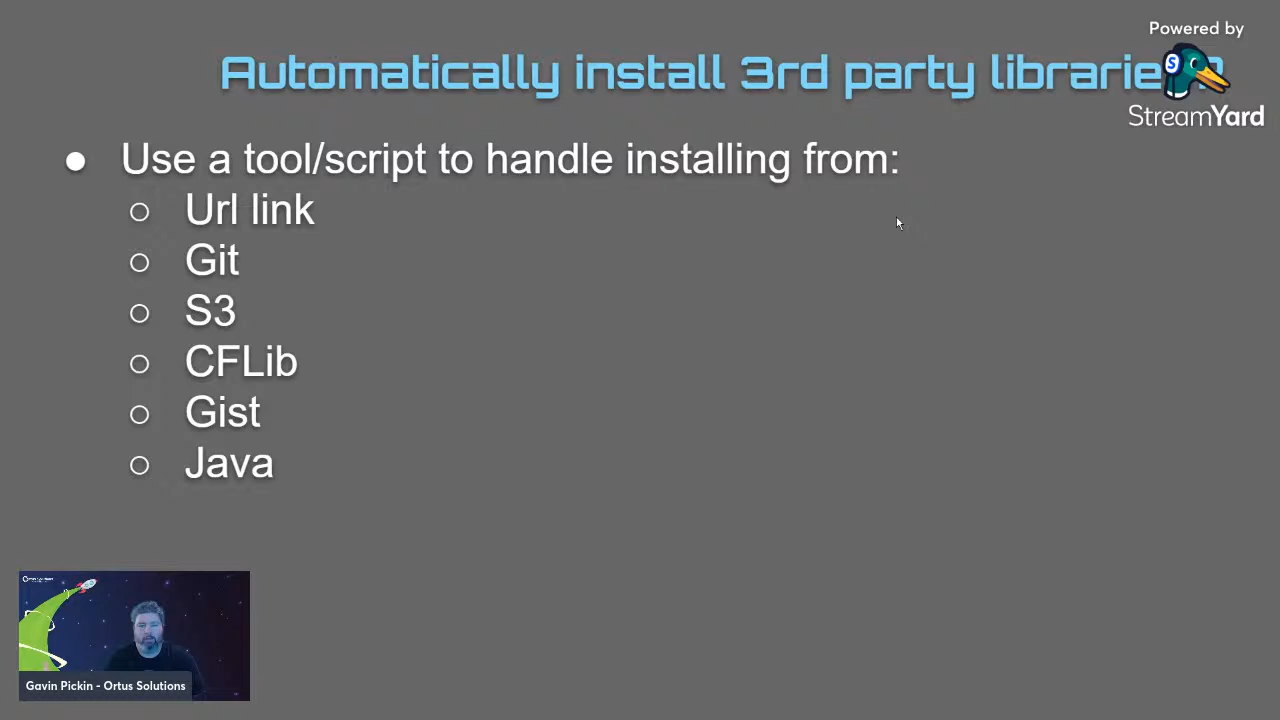 Powered by
StreamYard
Automatically install 3rd party
● Use a tool/script to handle installing from:
○ Url link
○ Git
○ S3
○ CFLib
○ Gist
○ Java
Gavin Pickin - Ortus Solutions